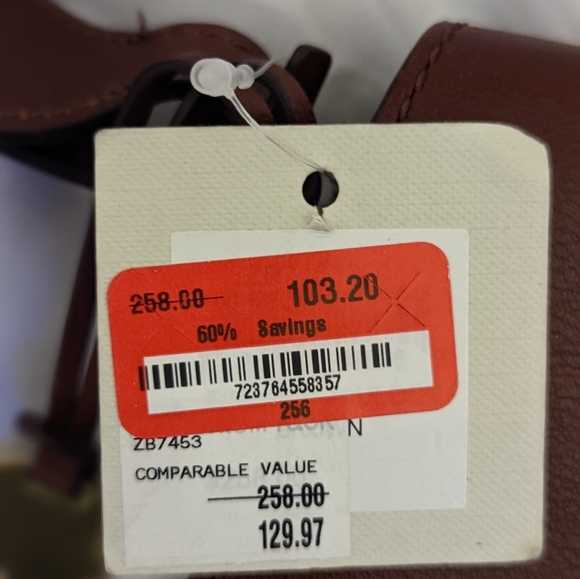 258.00 103.20
60% Savings
723764558357
256
N
ZB7453
COMPARABLE VALUE
258.00
129.97